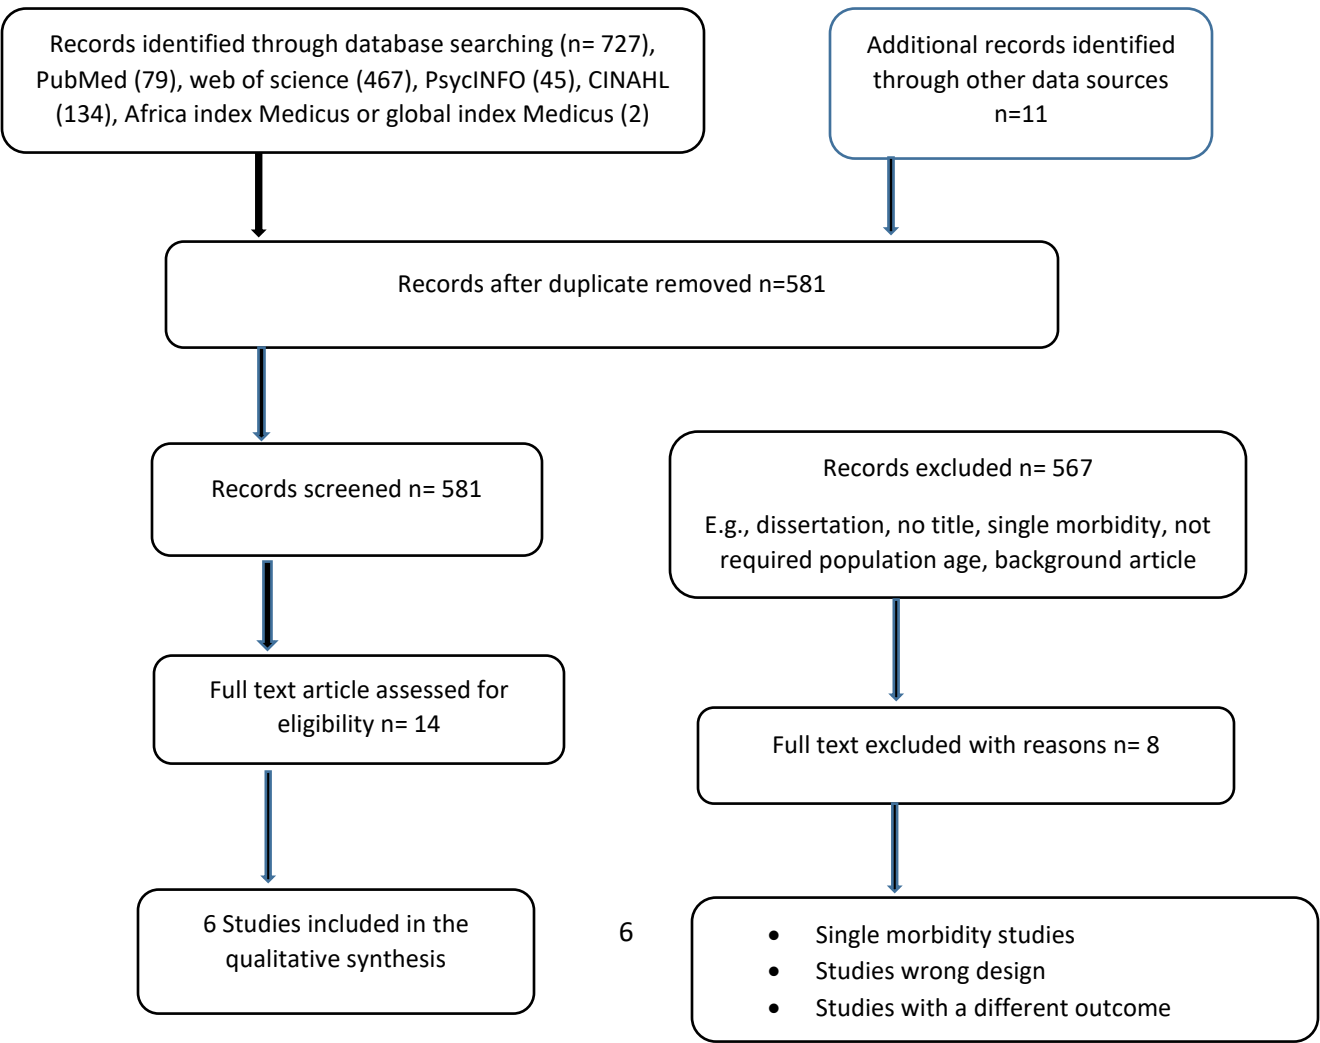 Records identified through database searching (n= 727),
PubMed (79), web of science (467), PsycINFO (45), CINAHL
(134), Africa index Medicus or global index Medicus (2)
Additional records identified
through other data sources
n=11
Records after duplicate removed n=581
Records screened n= 581
Records excluded n= 567
E.g., dissertation, no title, single morbidity, not
required population age, background article
Full text article assessed for
eligibility n= 14
Full text excluded with reasons n= 8
6 Studies included in the
qualitative synthesis
6
• Single morbidity studies
• Studies wrong design
• Studies with a different outcome